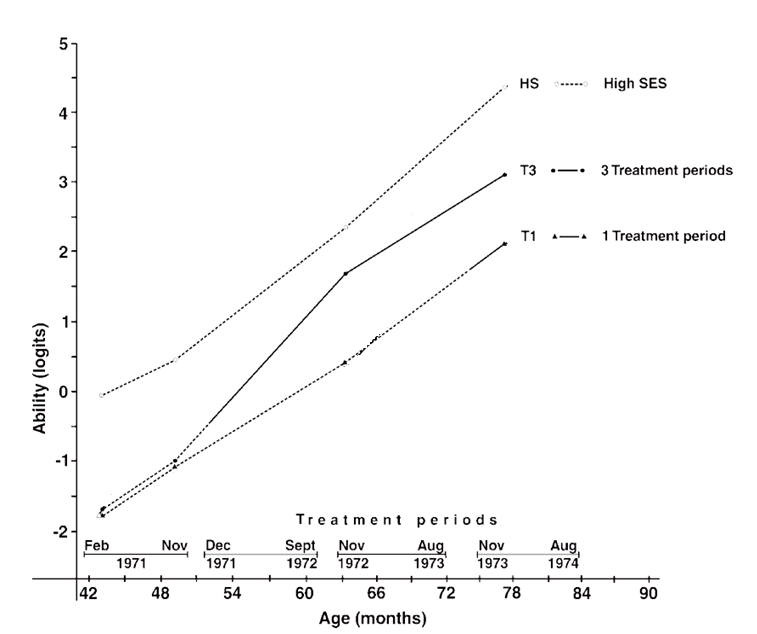 5
4
3
2
1
0
-1
-2
Ability (logits)
HS High SES
T3 3 Treatment periods
T1 1 Treatment period
Treatment periods
Feb Nov Dec Sept Nov Aug Nov Aug
1971 1971 1972 1972 1973 1973 1974
42 48 54 60 66 72 78 84 90
Age (months)